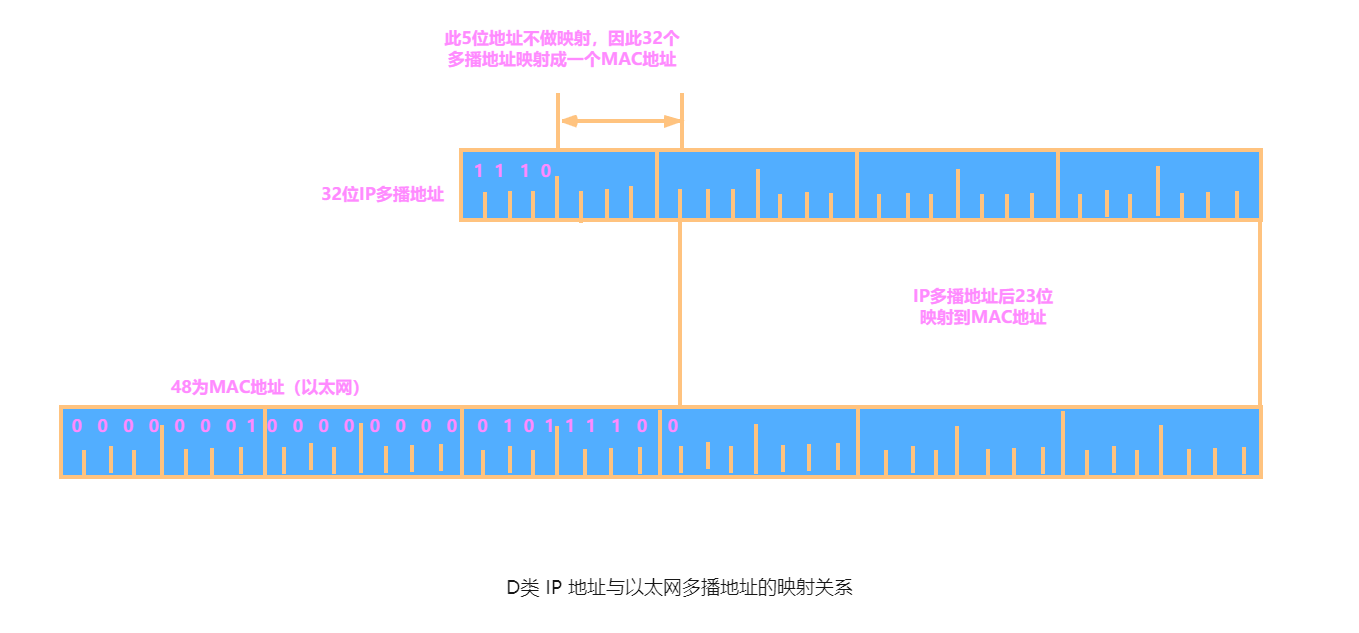 此5位地址不做映射，因此32个
多播地址映射成一个MAC地址
1 1 1 0
32位IP多播地址
IP多播地址后23位
映射到MAC地址
48为MAC地址（以太网）
0 0 0 0 0 0 0 1 0 0 0 0 0 0 0 0 0 1 0 1 1 1 1 0 0
D类 IP 地址与以太网多播地址的映射关系